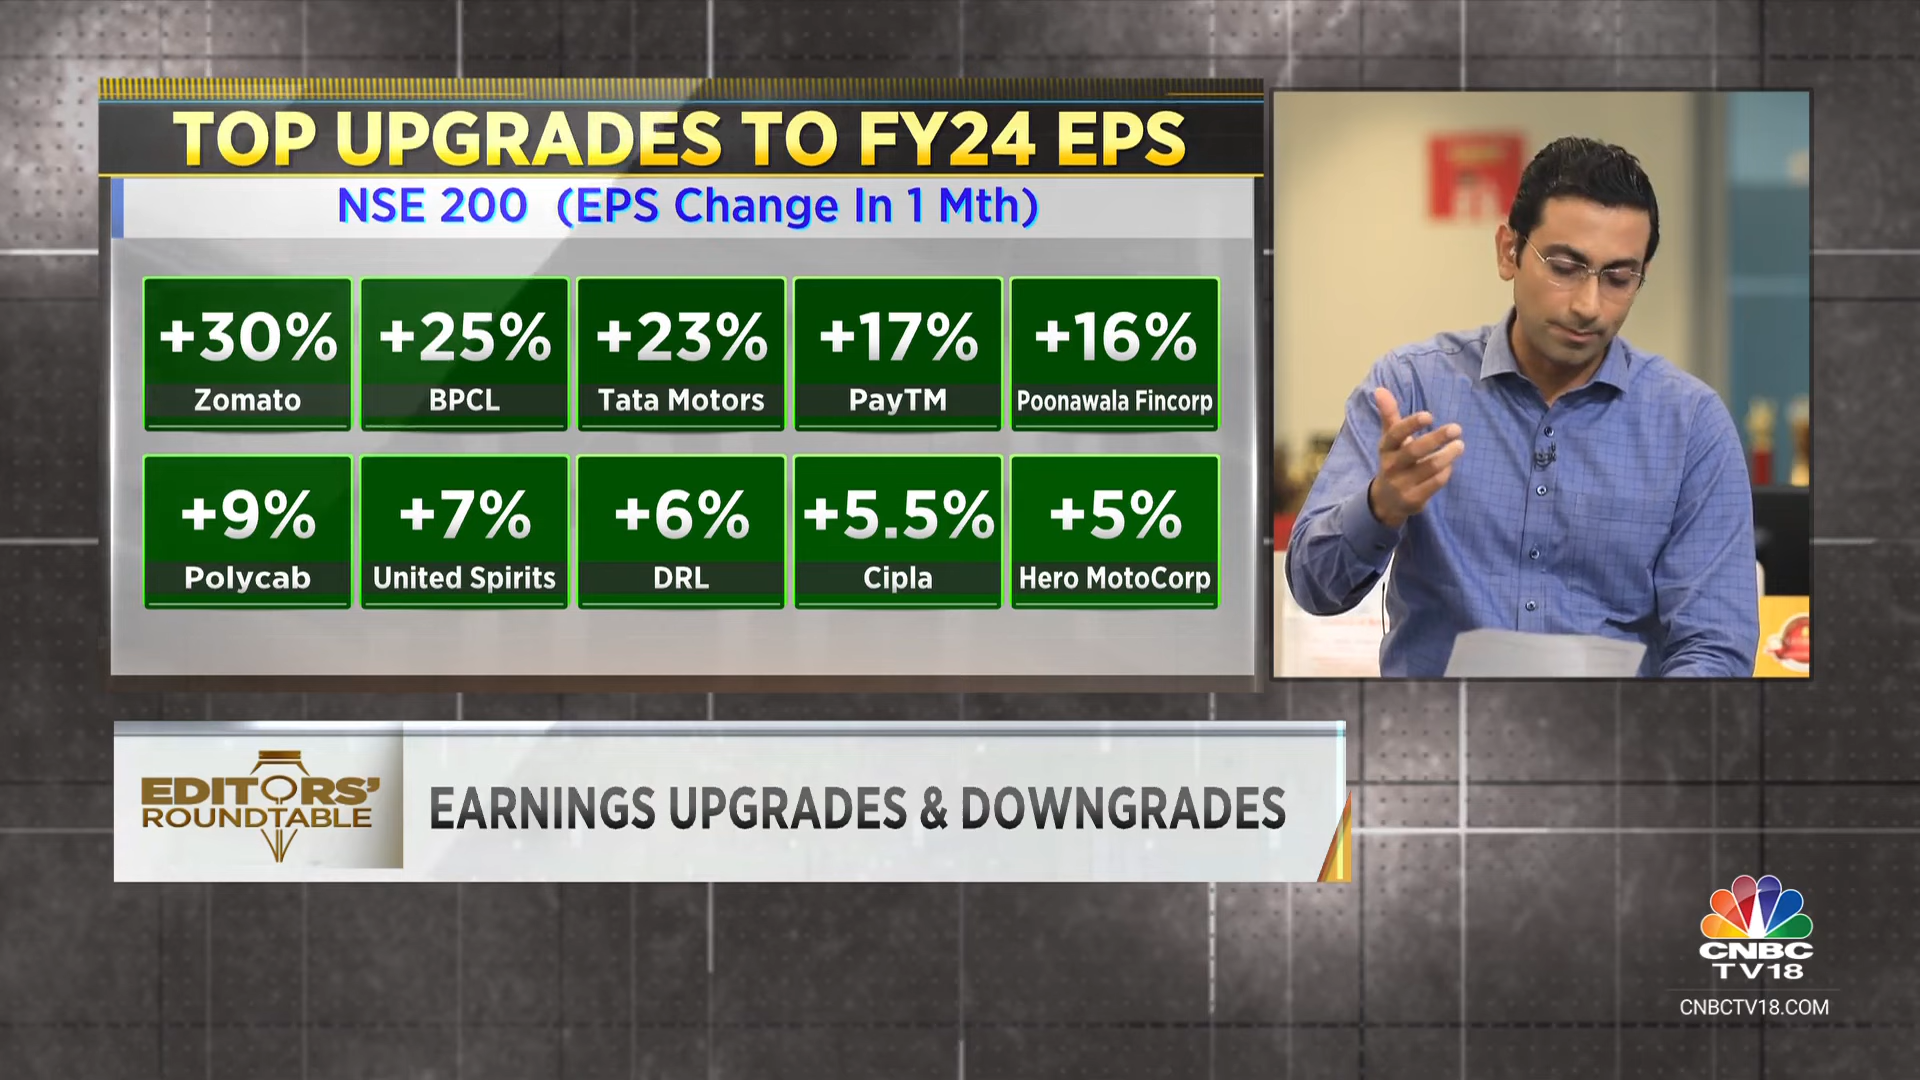 TOP UPGRADES TO FY24 EPS
NSE 200 (EPS Change In 1 Mth)
+30% +25% +23% +17% +16%
Zomato BPCL Tata Motors PayTM Poonawala Fincorp
+9% +7% +6% +5.5% +5%
Polycab United Spirits DRL Cipla Hero MotoCorp
EDITORS'
ROUNDTABLE
EARNINGS UPGRADES & DOWNGRADES
CNBC
TV18
CNBCTV18.COM